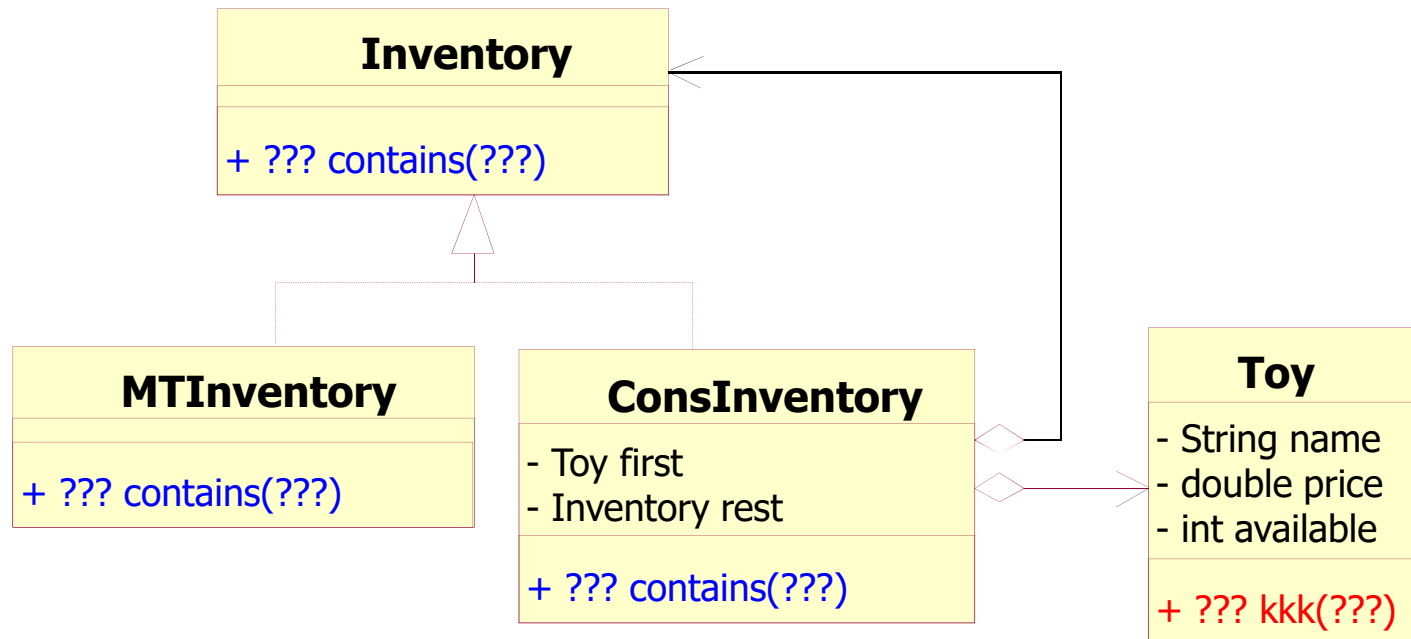 Inventory
+ ??? contains(???)
MTInventory
+ ??? contains(???)
ConsInventory
- Toy first
- Inventory rest
+ ??? contains(???)
Toy
- String name
- double price
- int available
+ ??? kkk(???)